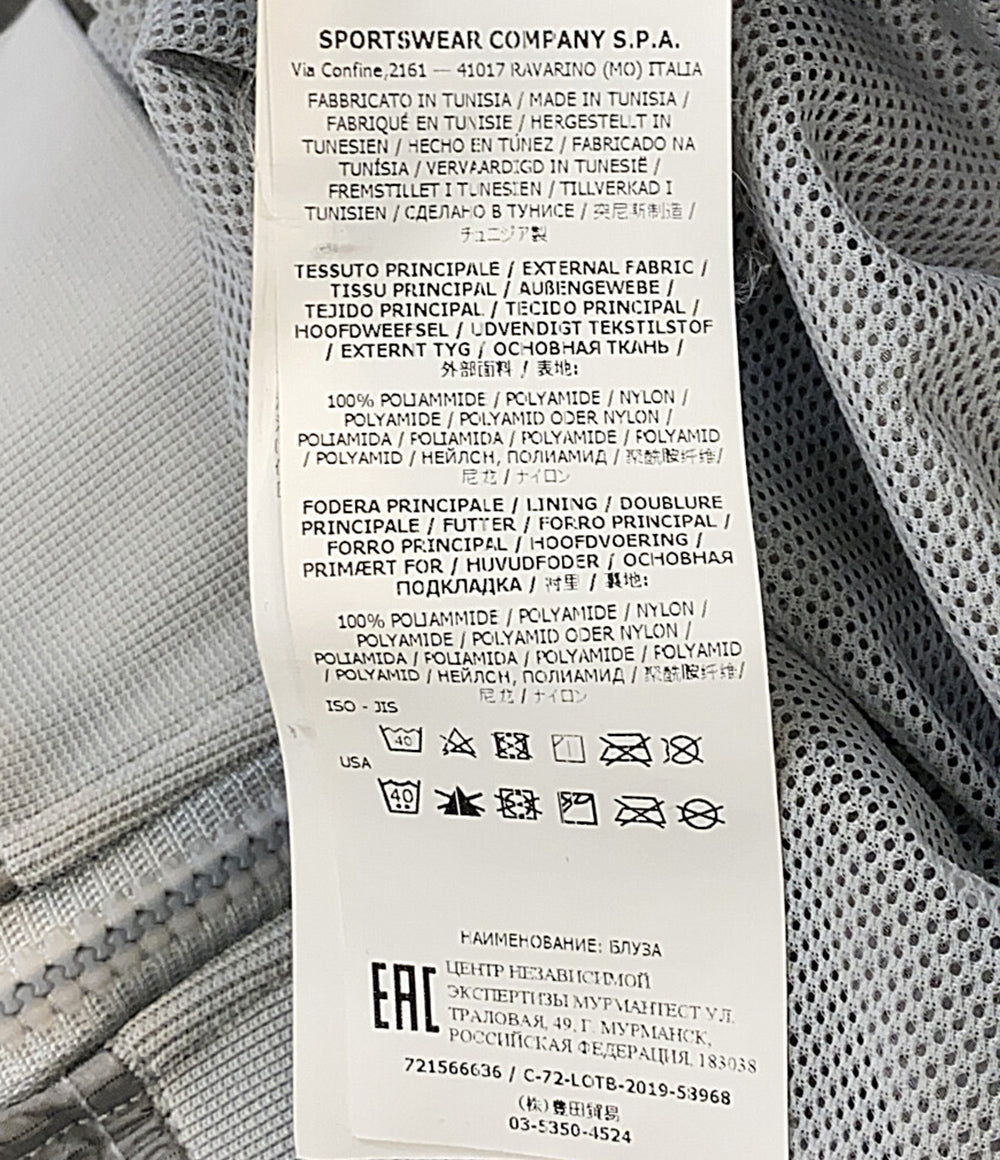 SPORTSWEAR COMPANY S.P.A.
Via Confine,2161 — 41017 RAVARINO (MO) ITALIA
FABBRICATO IN TUNISIA / MADE IN TUNISIA /
FABRIQUÉ EN TUNISIE / HERGESTELLT IN
TUNESIEN / HECHO EN TÚNEZ / FABRICADO NA
TUNÍSIA / VERVAARDIGD IN TUNESIË /
FREMSTILLET I TUNESIEN / TILLVERKAD I
TUNISIEN / СДЕЛАНО В ТУНИСЕ / 突尼斯制造 /
チュニジア製
TESSUTO PRINCIPALE / EXTERNAL FABRIC /
TISSU PRINCIPAL / AUßENGEWEBE /
TEJIDO PRINCIPAL / TECIDO PRINCIPAL /
HOOFDWEEFSEL / UDVENDIGT TEKSTILSTOF
/ EXTERNT TYG / ОСНОВНАЯ ТКАНЬ /
外部面料 / 表地:
100% POLIAMMIDE / POLYAMIDE / NYLON /
POLYAMIDE / POLYAMID ODER NYLON /
POLIAMIDA / POLIAMIDA / POLYAMIDE / POLYAMID
/ POLYAMID / НЕЙЛОН, ПОЛИАМИД / 聚酰胺纤维/
尼龙 / ナイロン
FODERA PRINCIPALE / LINING / DOUBLURE
PRINCIPALE / FUTTER / FORRO PRINCIPAL /
FORRO PRINCIPAL / HOOFDVOERING /
PRIMÆRT FOR / HUVUDFODER / ОСНОВНАЯ
ПОДКЛАДКА / 衬里 / 裏地:
100% POLIAMMIDE / POLYAMIDE / NYLON /
POLYAMIDE / POLYAMID ODER NYLON /
POLIAMIDA / POLIAMIDA / POLYAMIDE / POLYAMID
/ POLYAMID / НЕЙЛОН, ПОЛИАМИД / 聚酰胺纤维/
尼龙 / ナイロン
ISO - JIS
40
USA
40
НАИМЕНОВАНИЕ: БЛУЗА
EAC
ЦЕНТР НЕЗАВИСИМОЙ
ЭКСПЕРТИЗЫ МУРМАНТЕСТ УЛ.
ТРАЛОВАЯ, 49, Г. МУРМАНСК,
РОССИЙСКАЯ ФЕДЕРАЦИЯ, 183038
721566636 / C-72-LOTB-2019-53968
(株)豊田貿易
03-5350-4524